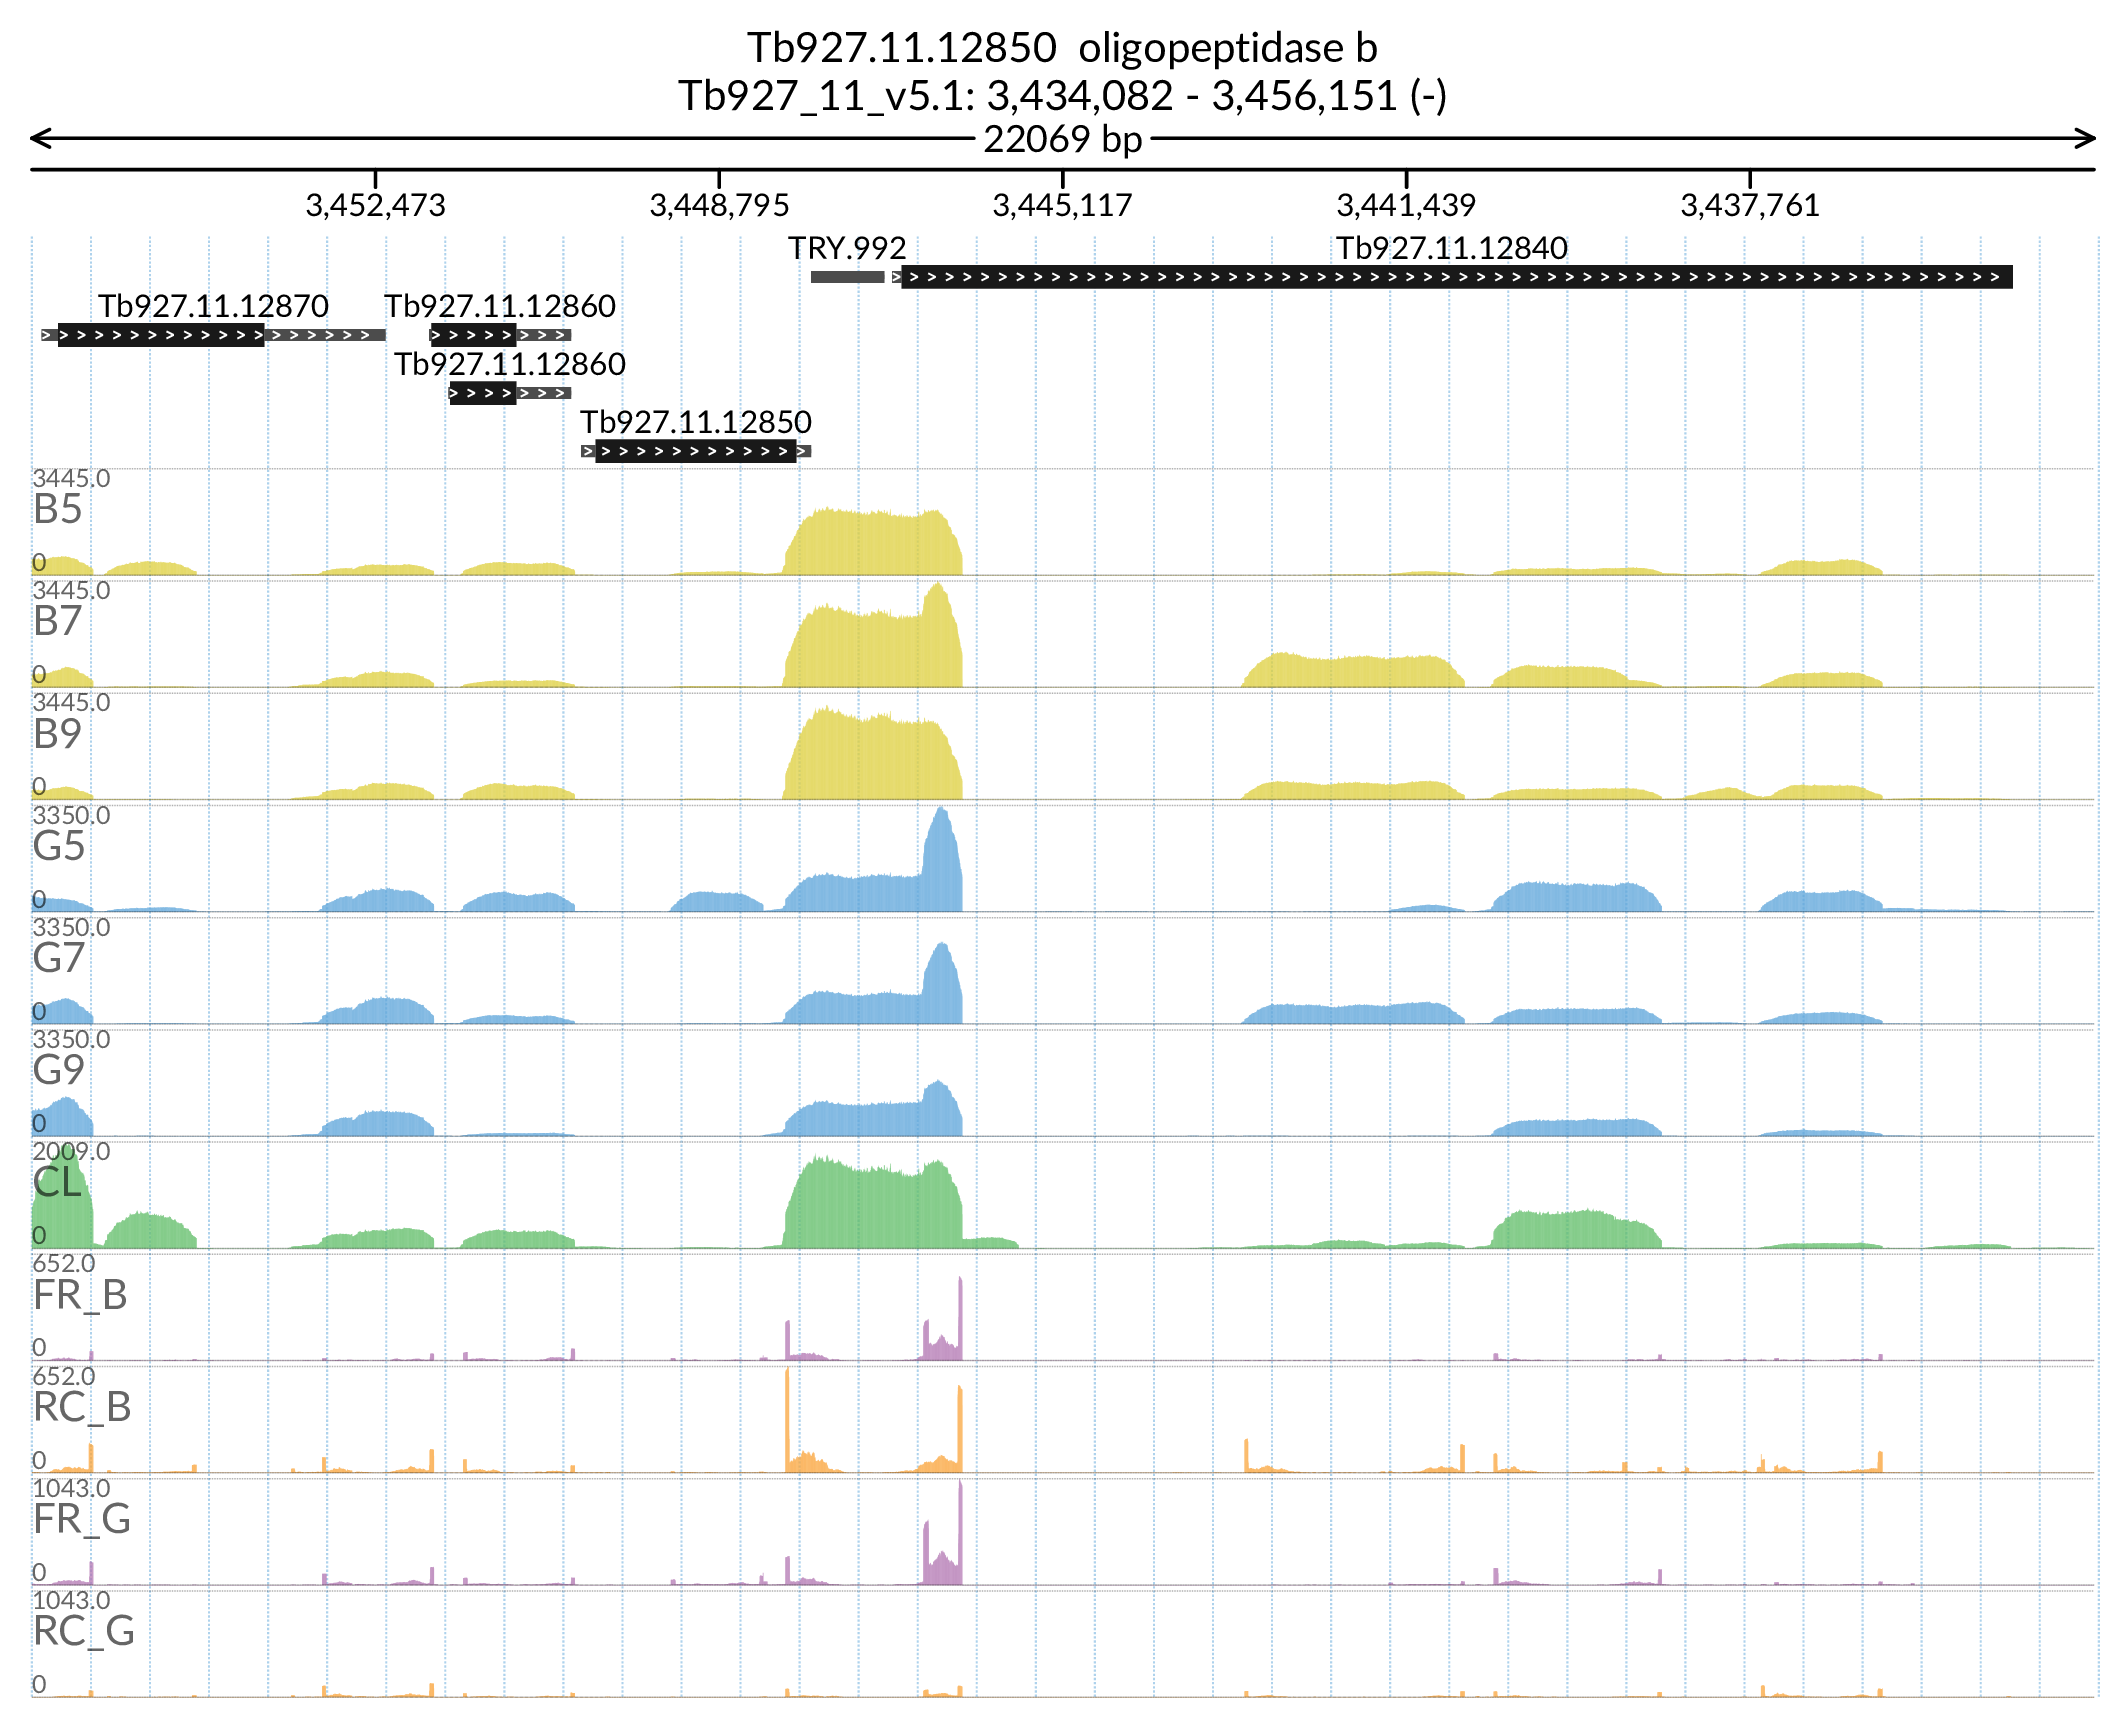 Tb927.11.12850  oligopeptidase b
Tb927_11_v5.1: 3,434,082 - 3,456,151 (-)
22069 bp
3,452,473 3,448,795 3,445,117 3,441,439 3,437,761
TRY.992 Tb927.11.12840
Tb927.11.12870 Tb927.11.12860
Tb927.11.12860
Tb927.11.12850
3445.0
B5
0
3445.0
B7
0
3445.0
B9
0
3350.0
G5
0
3350.0
G7
0
3350.0
G9
0
2009.0
CL
0
652.0
FR_B
0
652.0
RC_B
0
1043.0
FR_G
0
1043.0
RC_G
0